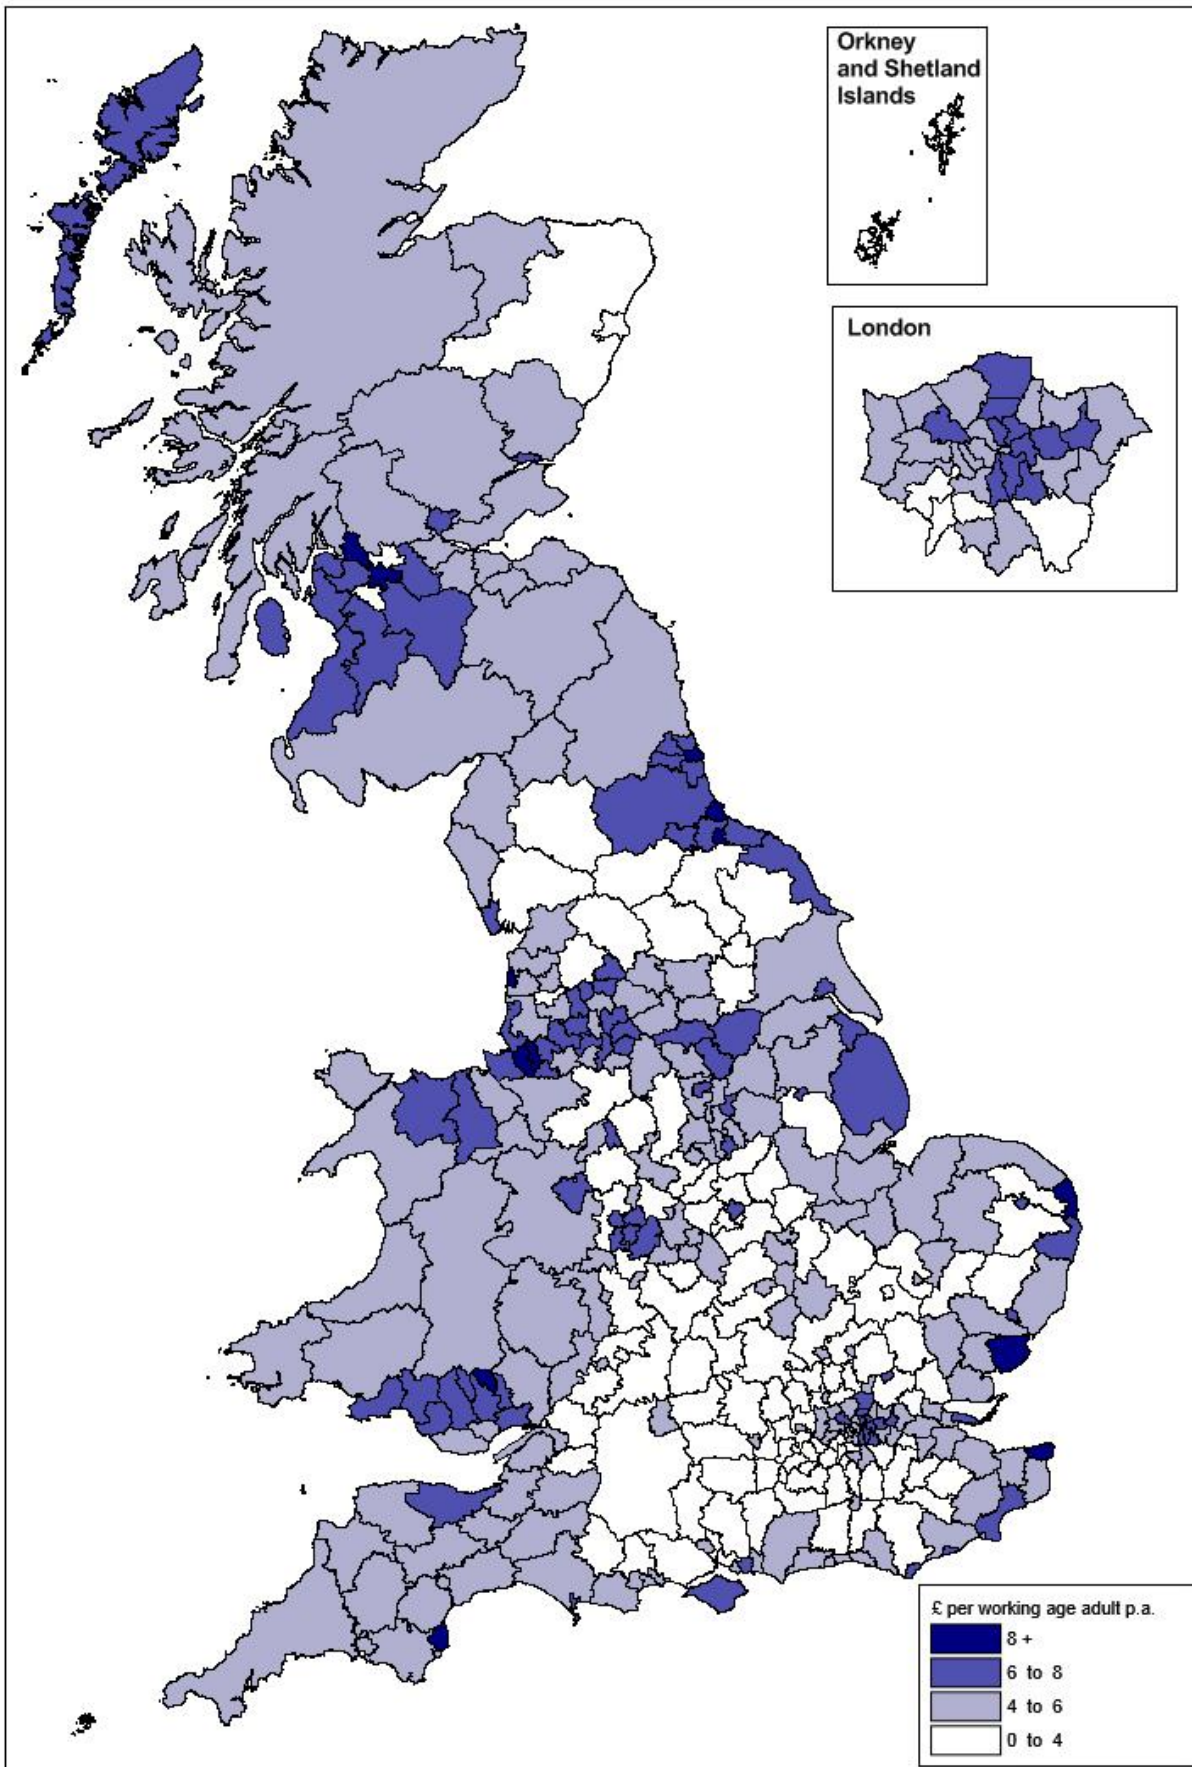 Orkney
and Shetland
Islands
London
£ per working age adult p.a.
8 +
6 to 8
4 to 6
0 to 4